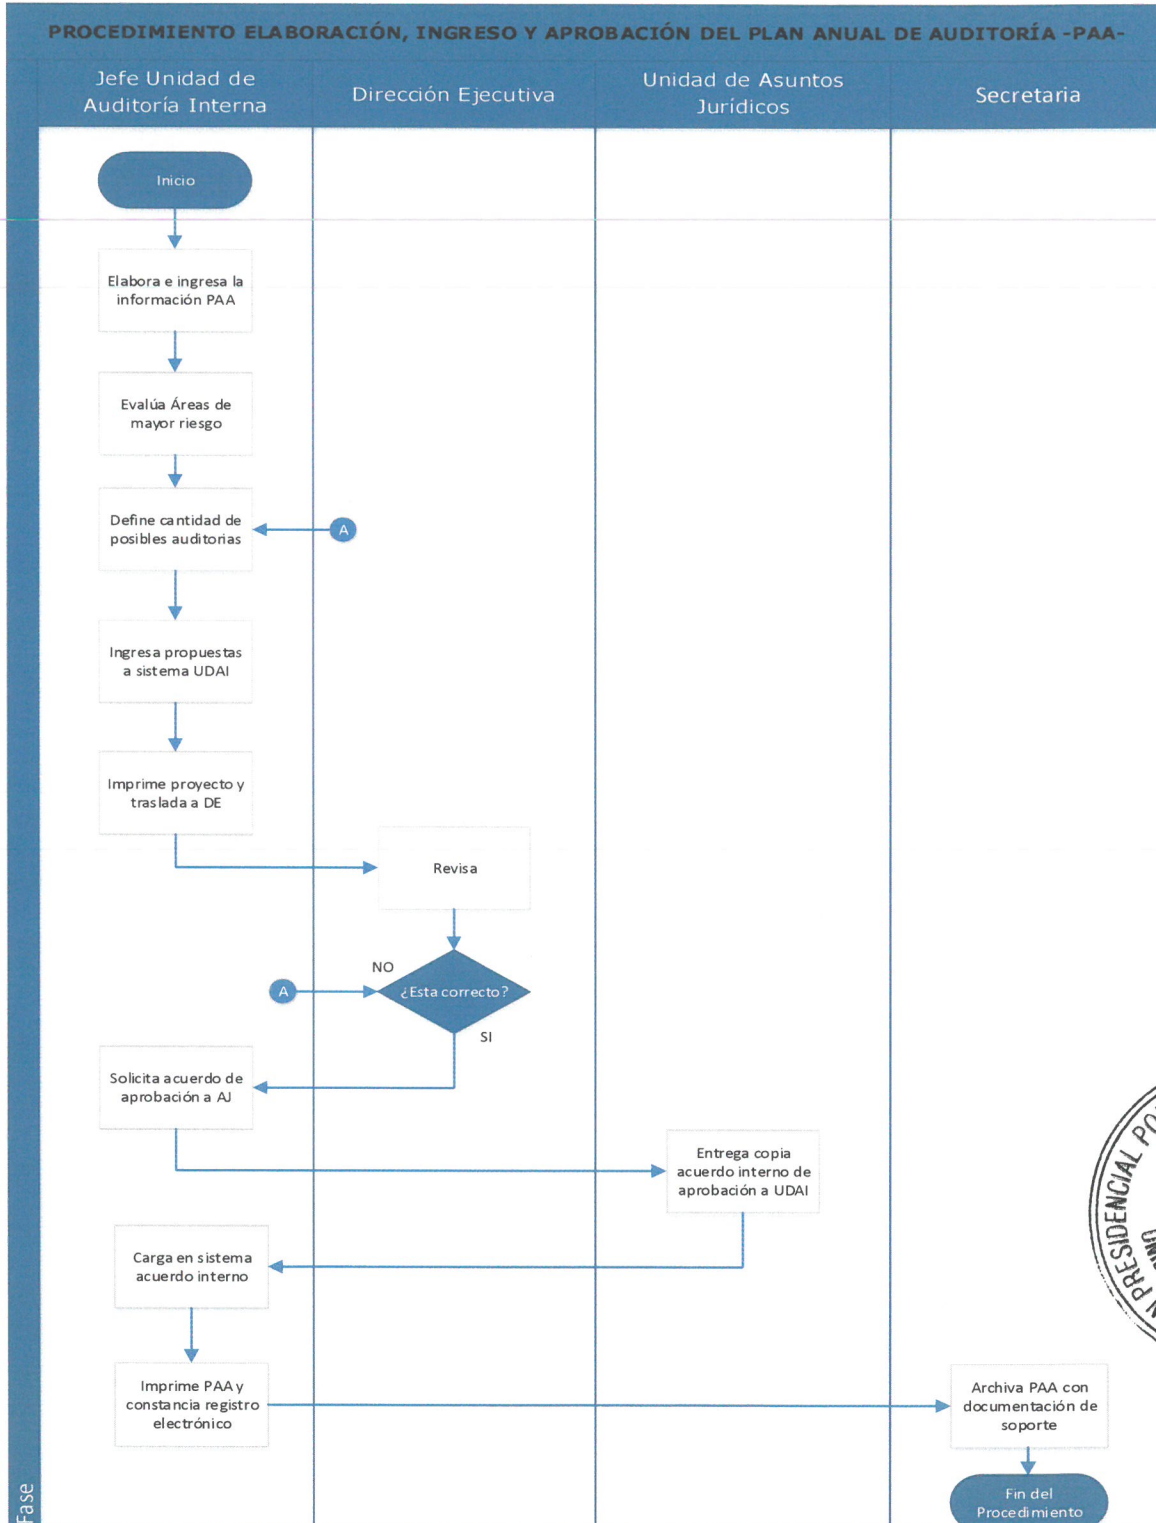 PROCEDIMIENTO ELABORACIÓN, INGRESO Y APROBACIÓN DEL PLAN ANUAL DE AUDITORÍA -PAA-
Jefe Unidad de
Auditoría Interna
Dirección Ejecutiva
Unidad de Asuntos
Jurídicos
Secretaria
Inicio
Elabora e ingresa la
información PAA
Evalúa Áreas de
mayor riesgo
Define cantidad de
posibles auditorias
A
Ingresa propuestas
a sistema UDAI
Imprime proyecto y
traslada a DE
Revisa
NO
A
¿Esta correcto?
SI
Solicita acuerdo de
aprobación a AJ
Entrega copia
acuerdo interno de
aprobación a UDAI
Carga en sistema
acuerdo interno
Imprime PAA y
constancia registro
electrónico
Archiva PAA con
documentación de
soporte
Fin del
Procedimiento
Fase
PRESIDENCIAL